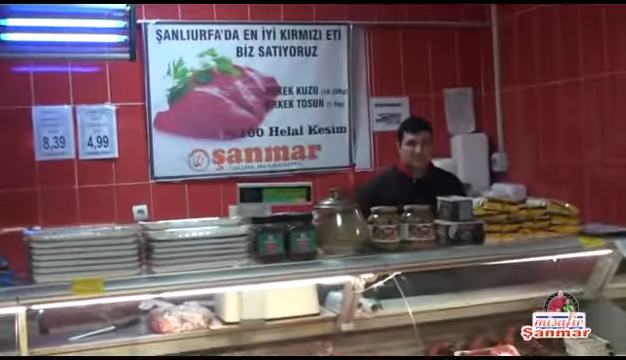 ŞANLIURFA'DA EN İYİ KIRMIZI ETİ
BİZ SATIYORUZ
ERKEK KUZU
ERKEK TOSUN
%100 Helal Kesim
şanmar
8,39
4,99
misafir
Şanmar